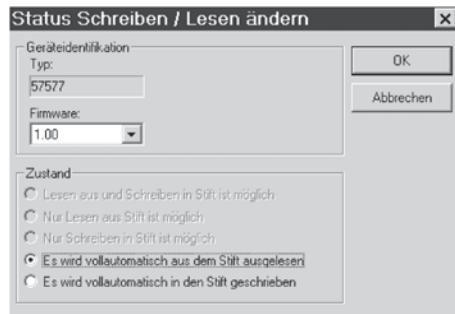 Status Schreiben / Lesen ändern
Geräteidentifikation
Typ:
57577
Firmware:
1.00
OK
Abbrechen
Zustand
Lesen aus und Schreiben in Stift ist möglich
Nur Lesen aus Stift ist möglich
Nur Schreiben in Stift ist möglich
Es wird vollautomatisch aus dem Stift ausgelesen
Es wird vollautomatisch in den Stift geschrieben